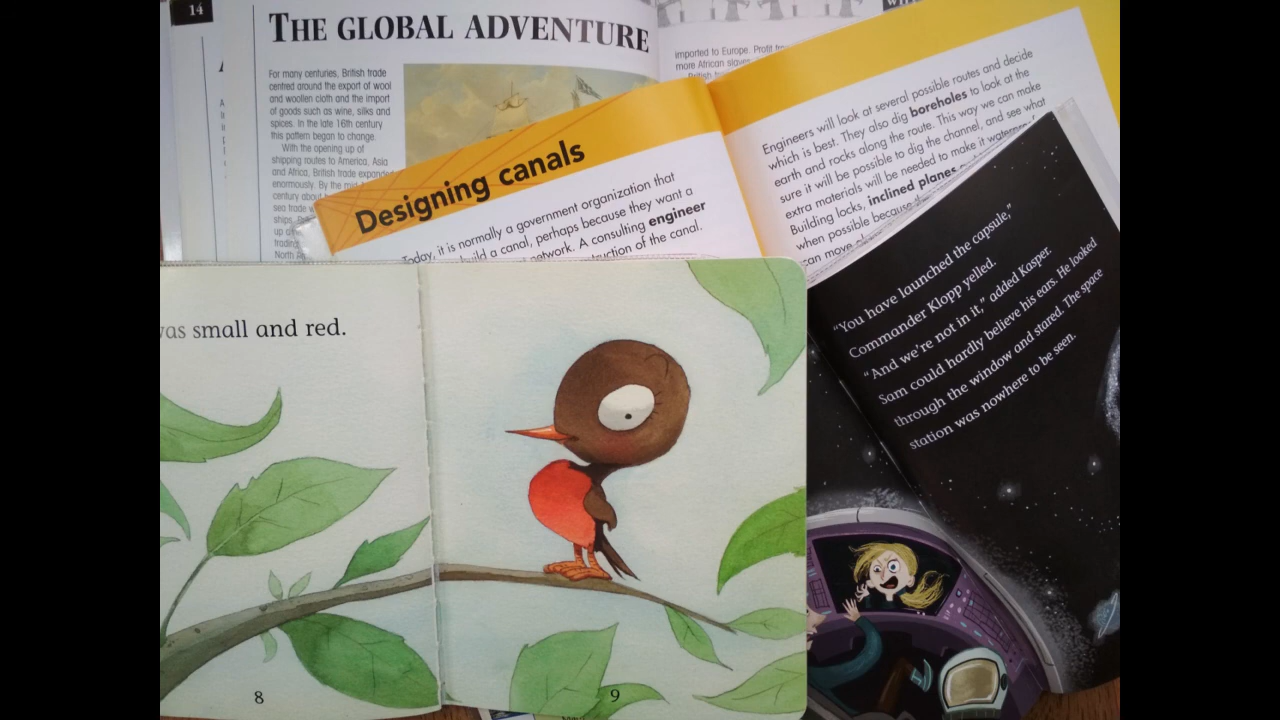 14
THE GLOBAL ADVENTURE
For many centuries, British trade
centred around the export of wool
and woollen cloth and the import
of goods such as wine, silks and
spices. In the late 16th century
this pattern began to change.
With the opening up of
shipping routes to America, Asia
and Africa, British trade expanded
enormously. By the mid-
century about
sea trade
ships.
up a
trading
North
imported to Europe. Profit
more African
Designing canals
Today, it is normally a government organization that
build a canal, perhaps because they want a
network. A consulting engineer
of the canal.
Engineers will look at several possible routes and decide
which is best. They also dig boreholes to look at the
earth and rocks along the route. This way we can make
sure it will be possible to dig the channel, and see what
extra materials will be needed to make it
Building locks, inclined planes
when possible because
can move
"You have launched the capsule,"
Commander Klopp yelled.
"And we're not in it," added Kasper.
Sam could hardly believe his ears. He looked
through the window and stared. The space
station was nowhere to be seen.
was small and red.
8
9